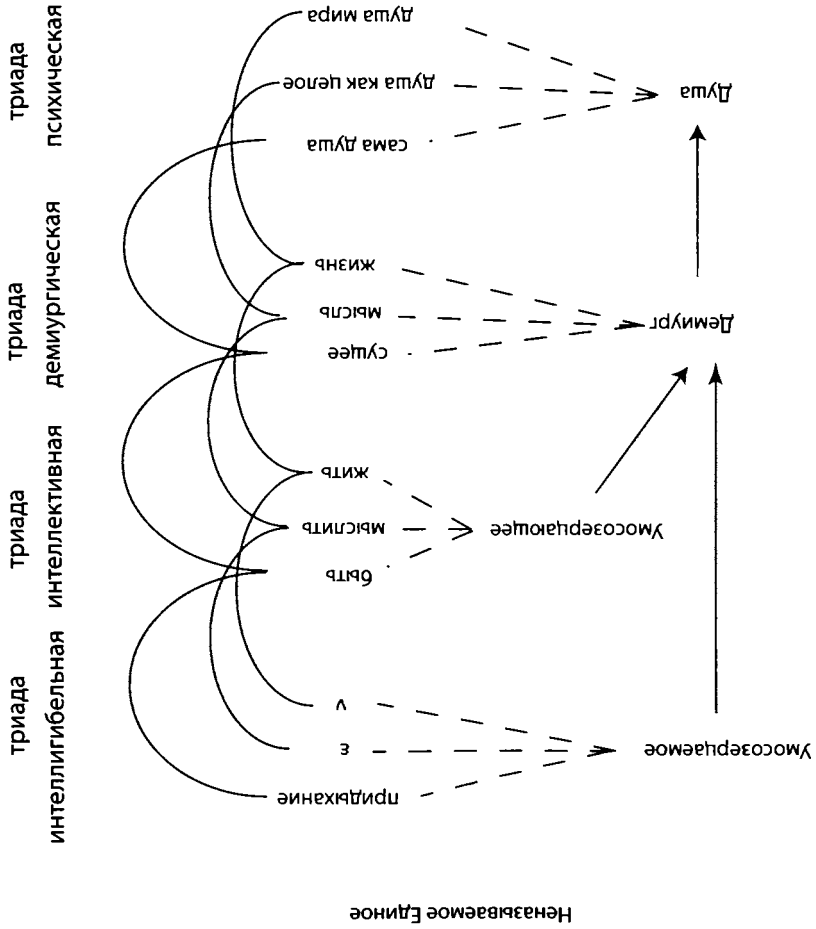 Неназываемое Единое
триада
интеллигибельная
придыхание
ε
ν
Умосозерцаемое
триада
интеллективная
быть
мыслить
жить
Умосозерцающее
триада
демиургическая
сущее
мысль
жизнь
Демиург
триада
психическая
сама душа
душа как целое
душа мира
Душа